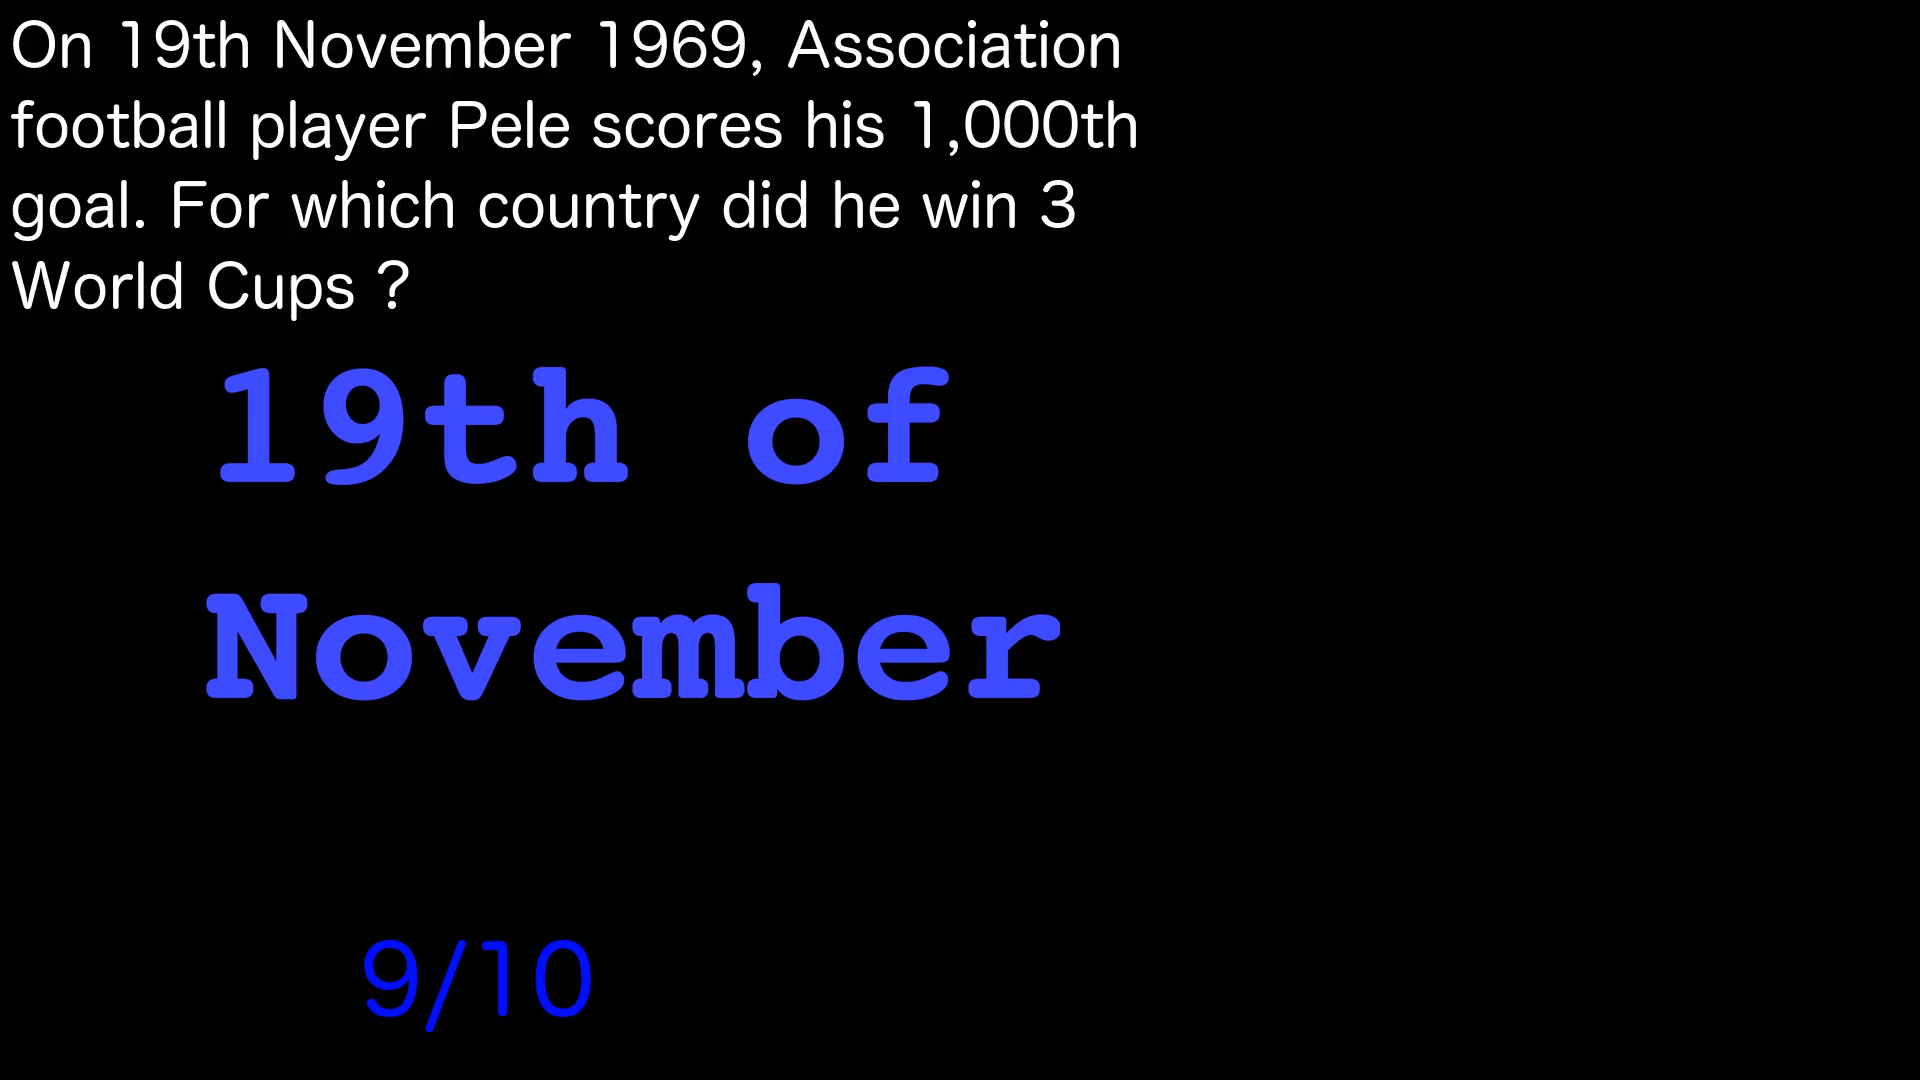 On 19th November 1969, Association
football player Pele scores his 1,000th
goal. For which country did he win 3
World Cups ?
19th of
November
9/10